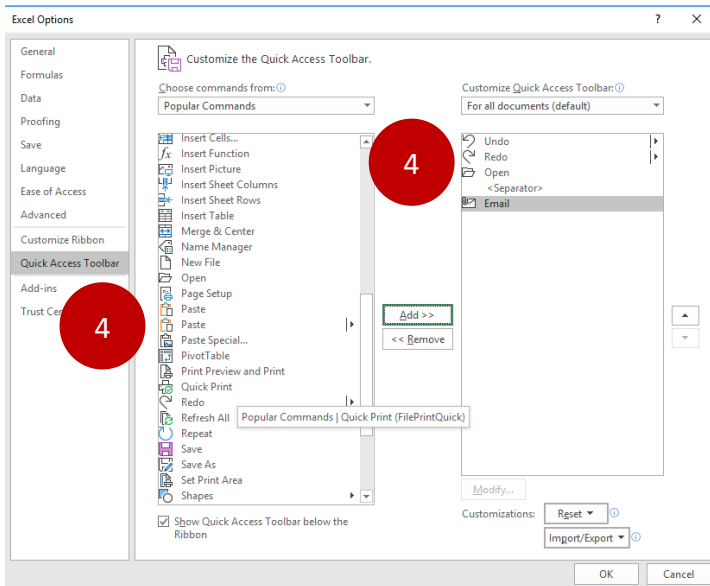 Excel Options
?
General
Formulas
Data
Proofing
Save
Language
Ease of Access
Advanced
Customize Ribbon
Quick Access Toolbar
Add-ins
Trust Cen
4
Customize the Quick Access Toolbar.
Choose commands from:
Popular Commands
Insert Cells...
fx Insert Function
Insert Picture
Insert Sheet Columns
Insert Sheet Rows
Insert Table
Merge & Center
Name Manager
New File
Open
Page Setup
Paste
Paste
Paste Special...
PivotTable
Print Preview and Print
Quick Print
Redo
Refresh All
Popular Commands | Quick Print (FilePrintQuick)
Repeat
Save
Save As
Set Print Area
Shapes
Show Quick Access Toolbar below the
Ribbon
4
Add >>
<< Remove
Customize Quick Access Toolbar:
For all documents (default)
Undo
Redo
Open
<Separator>
Email
Modify...
Customizations:
Reset
Import/Export
OK
Cancel